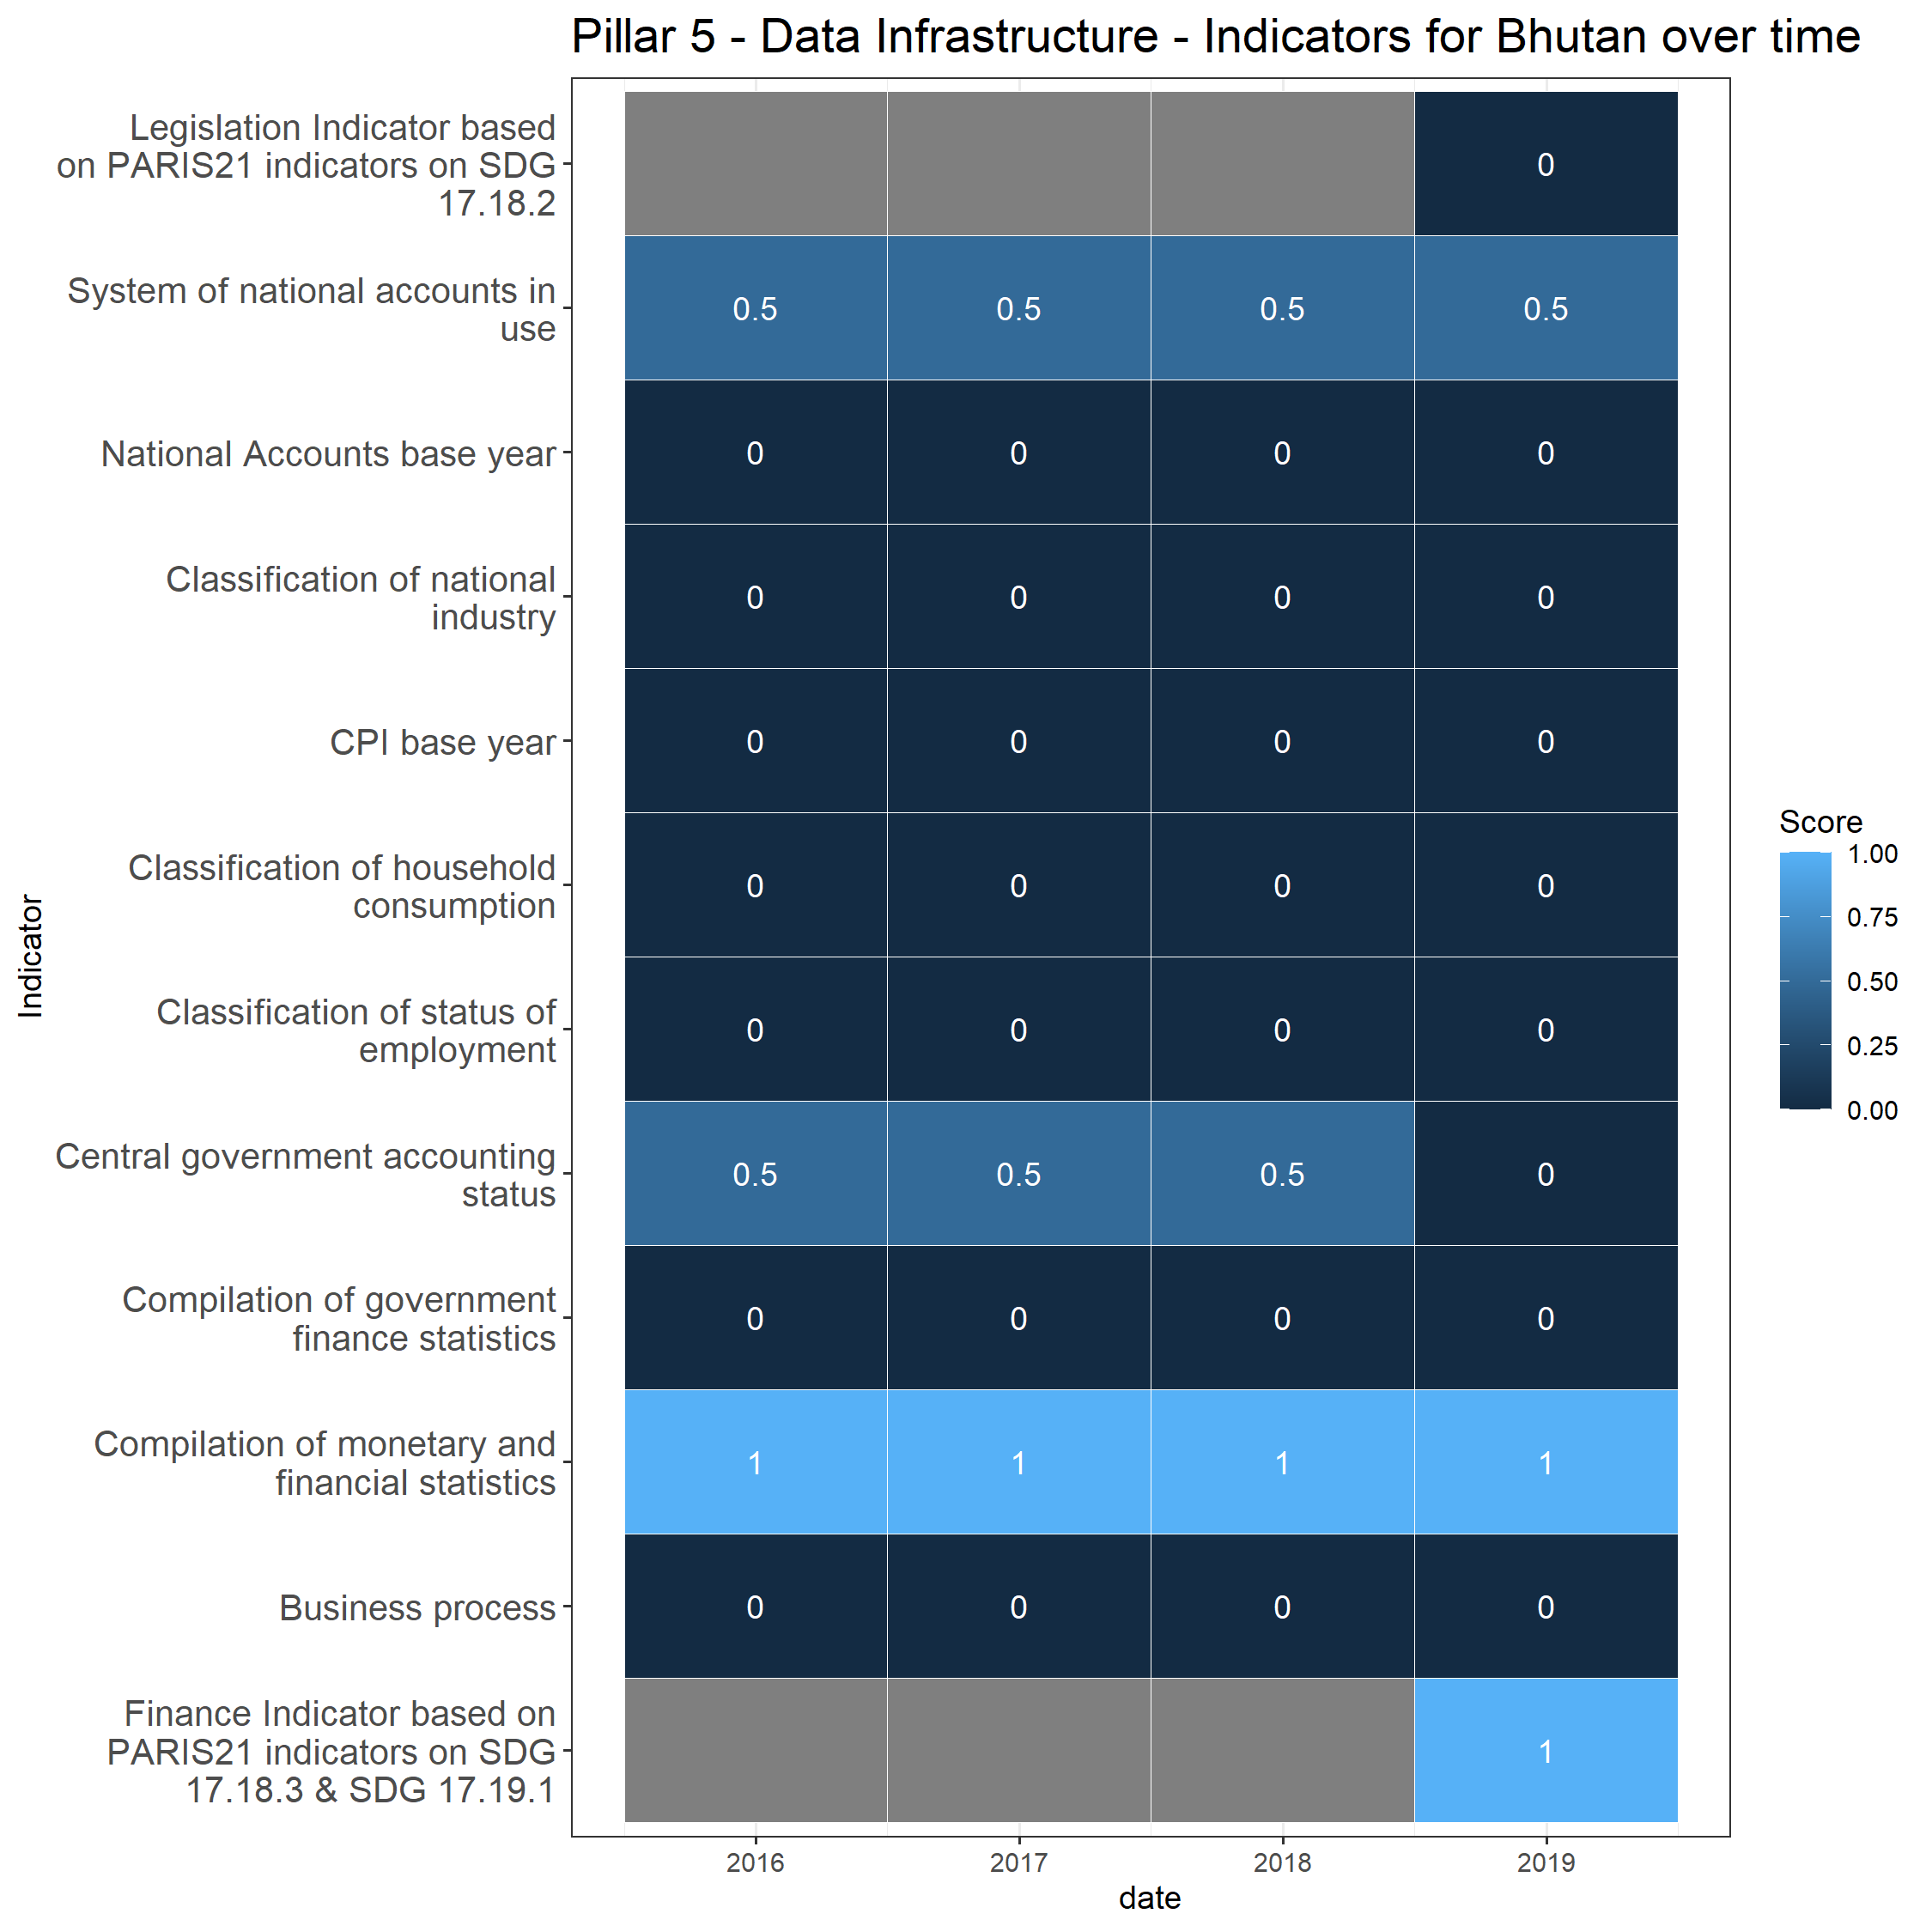 Pillar 5 - Data Infrastructure - Indicators for Bhutan over time
Indicator
Legislation Indicator based
on PARIS21 indicators on SDG
17.18.2
0
System of national accounts in
use
0.5 0.5 0.5 0.5
National Accounts base year
0 0 0 0
Classification of national
industry
0 0 0 0
CPI base year
0 0 0 0
Classification of household
consumption
0 0 0 0
Classification of status of
employment
0 0 0 0
Central government accounting
status
0.5 0.5 0.5 0
Compilation of government
finance statistics
0 0 0 0
Compilation of monetary and
financial statistics
1 1 1 1
Business process
0 0 0 0
Finance Indicator based on
PARIS21 indicators on SDG
17.18.3 & SDG 17.19.1
1
2016 2017 2018 2019
date
Score
1.00
0.75
0.50
0.25
0.00